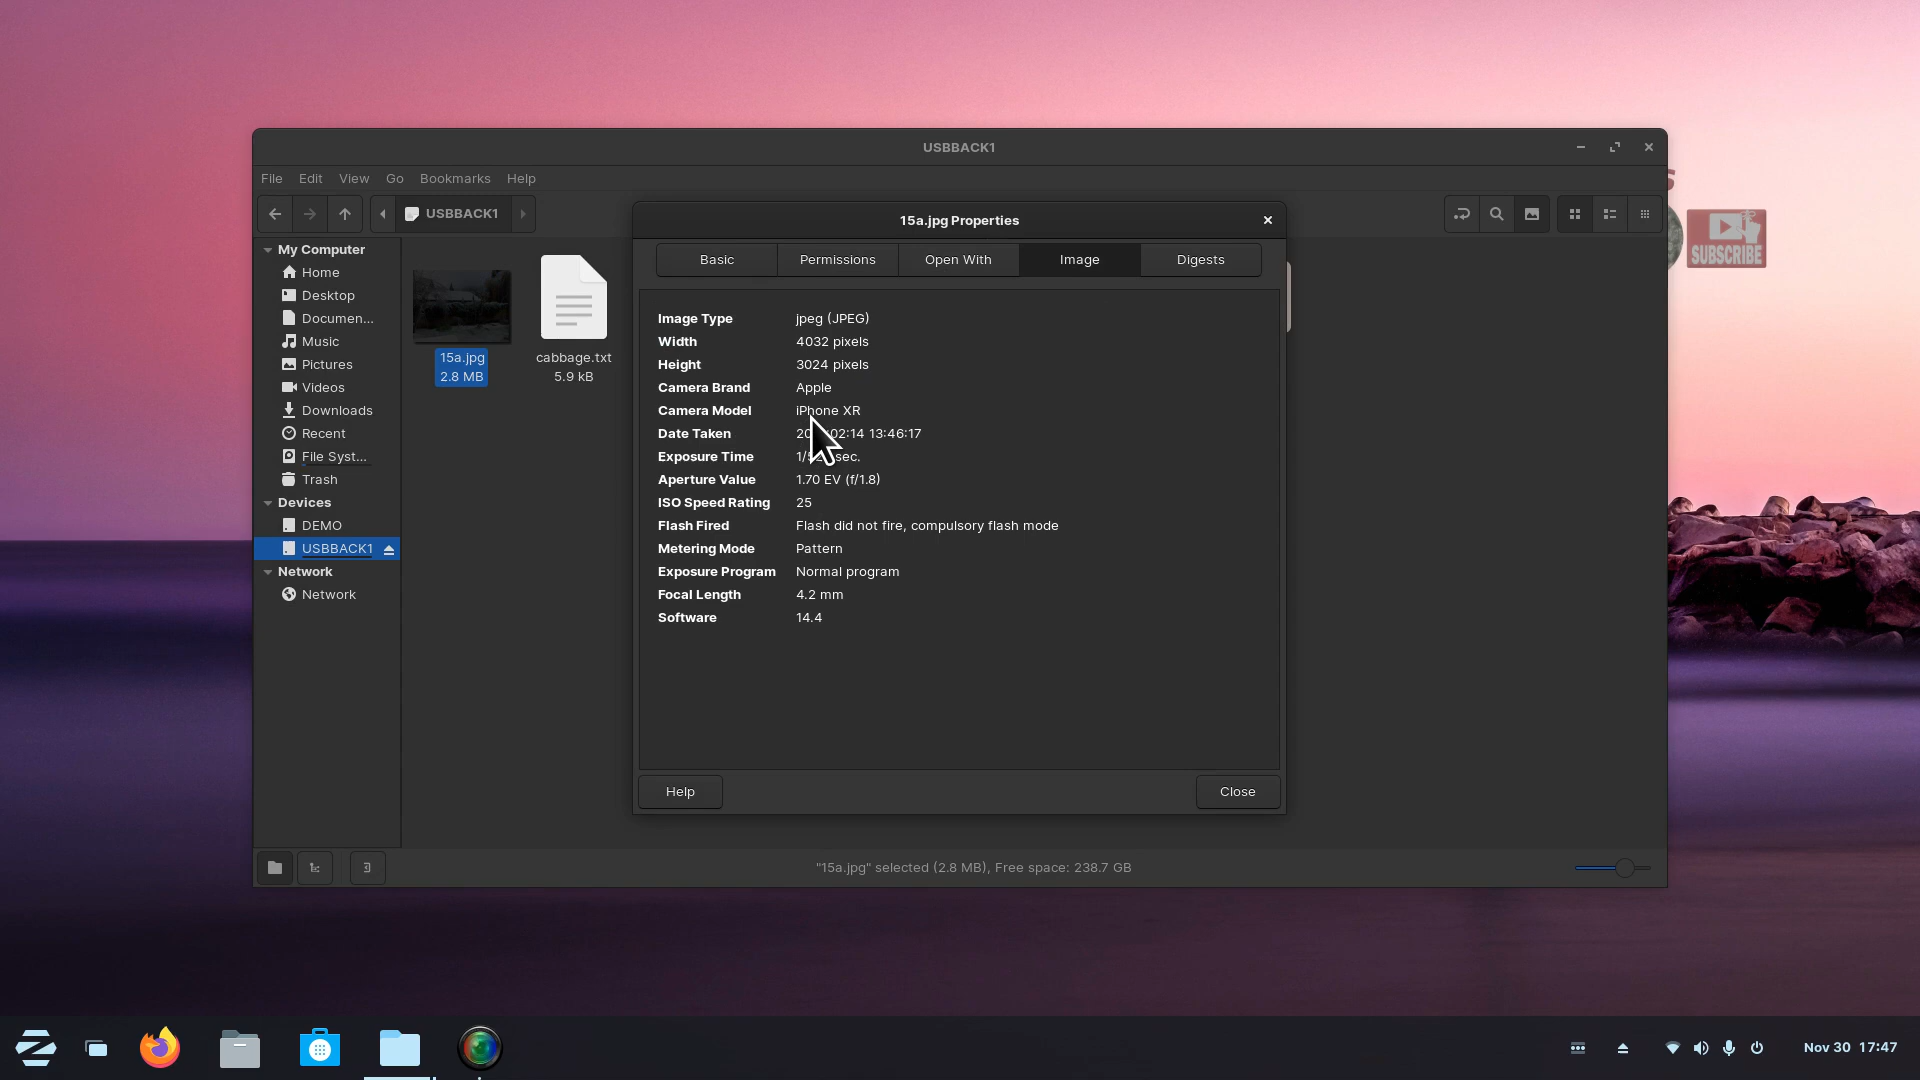 USBBACK1
File Edit View Go Bookmarks Help
USBBACK1
SUBSCRIBE
My Computer
Home
Desktop
Documen...
Music
Pictures
Videos
Downloads
Recent
File Syst...
Trash
Devices
DEMO
USBBACK1
Network
Network
15a.jpg
2.8 MB
cabbage.txt
5.9 kB
15a.jpg Properties
Basic Permissions Open With Image Digests
Image Type jpeg (JPEG)
Width 4032 pixels
Height 3024 pixels
Camera Brand Apple
Camera Model iPhone XR
Date Taken 13:46:17
Exposure Time sec.
Aperture Value 1.70 EV (f/1.8)
ISO Speed Rating 25
Flash Fired Flash did not fire, compulsory flash mode
Metering Mode Pattern
Exposure Program Normal program
Focal Length 4.2 mm
Software 14.4
Help Close
"15a.jpg" selected (2.8 MB), Free space: 238.7 GB
Nov 30 17:47